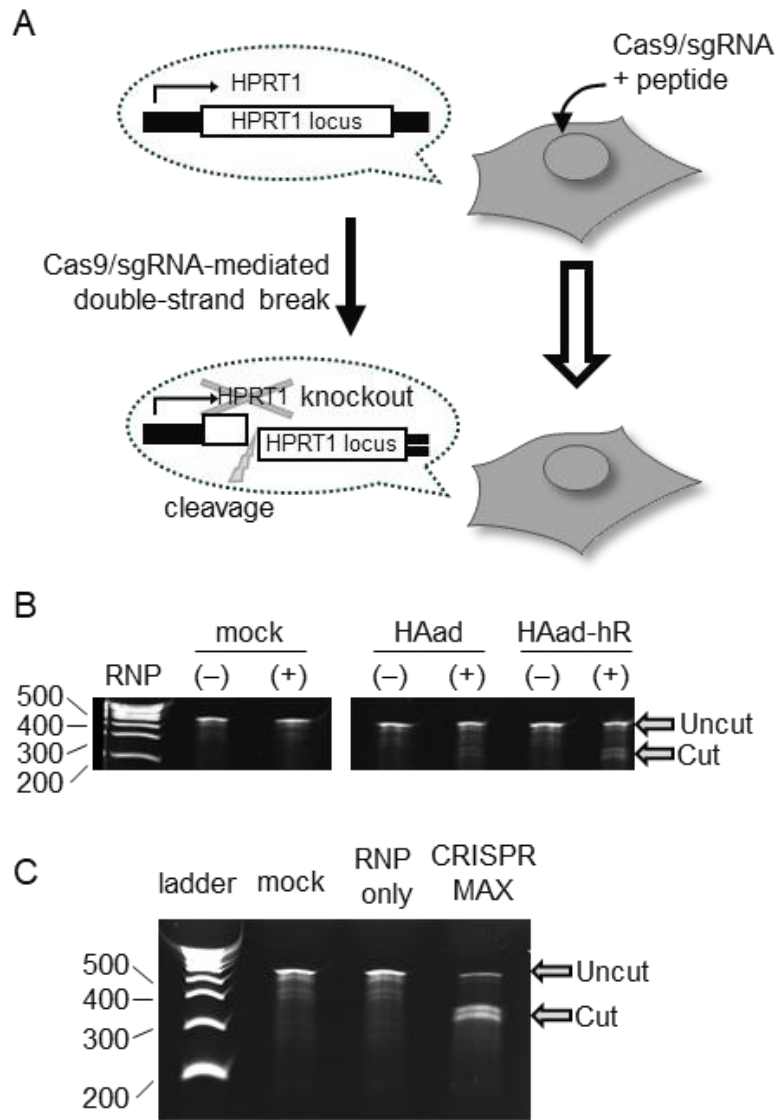 A
HPRT1
HPRT1 locus
Cas9/sgRNA
+ peptide
Cas9/sgRNA-mediated
double-strand break
HPRT1 knockout
HPRT1 locus
cleavage
B
mock HAad HAad-hR
RNP (–) (+) (–) (+) (–) (+)
500
400
300
200
Uncut
Cut
C
ladder mock RNP only CRISPR MAX
500
400
300
200
Uncut
Cut